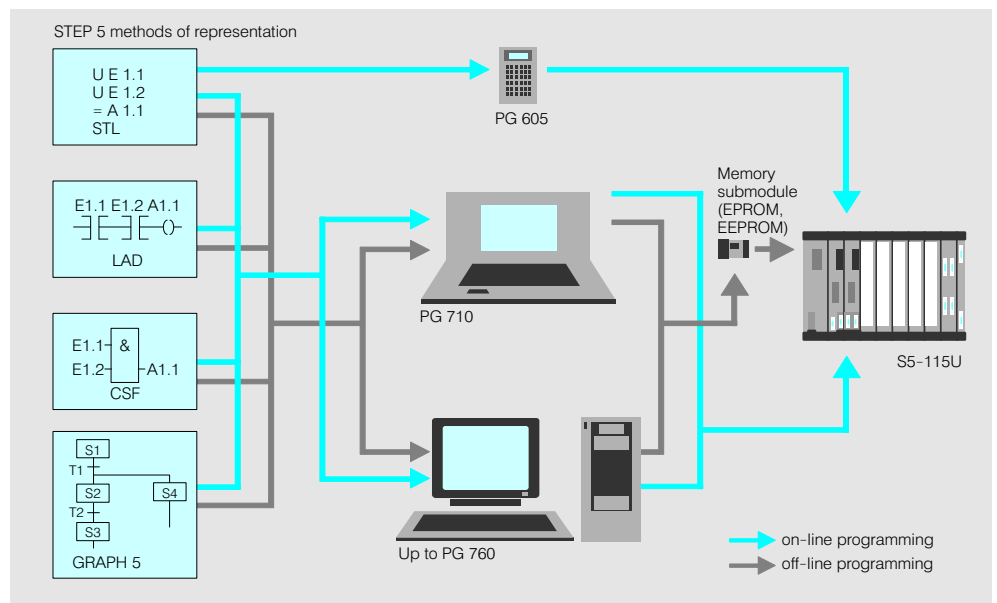 STEP 5 methods of representation
U E 1.1
U E 1.2
= A 1.1
STL
PG 605
E1.1 E1.2 A1.1
LAD
E1.1
&
E1.2
A1.1
CSF
S1
T1
S2
S4
T2
S3
GRAPH 5
PG 710
Up to PG 760
Memory
submodule
(EPROM,
EEPROM)
S5-115U
on-line programming
off-line programming